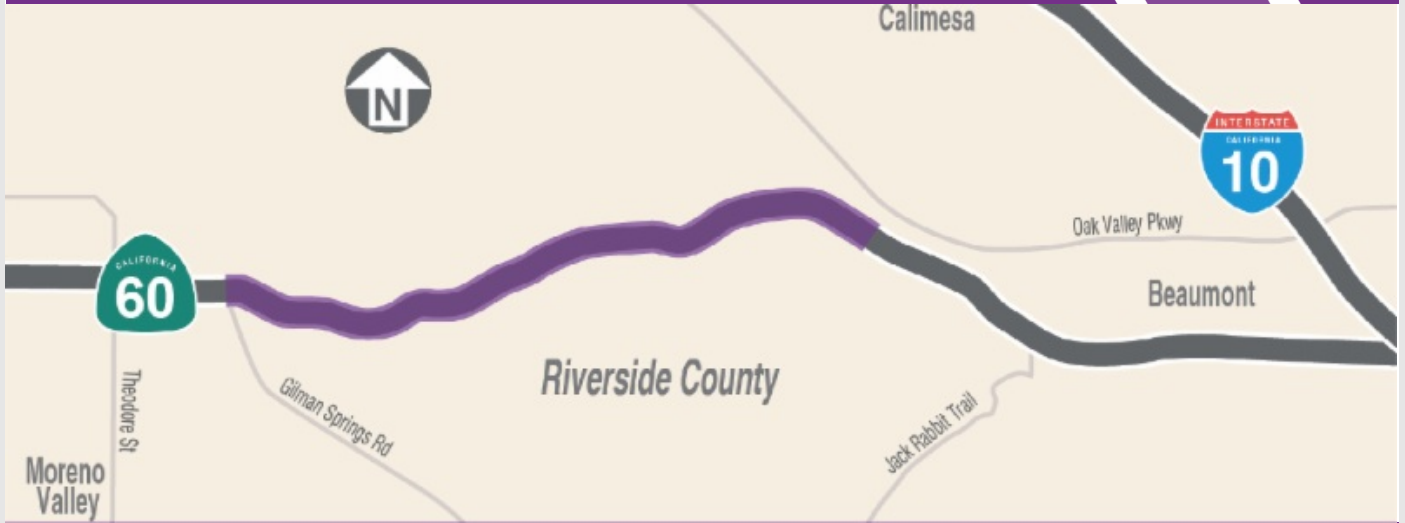 Calimesa
N
INTERSTATE
CALIFORNIA
10
Oak Valley Pkwy
CALIFORNIA
60
Beaumont
Riverside County
Theodore St
Gilman Springs Rd
Jack Rabbit Trail
Moreno
Valley